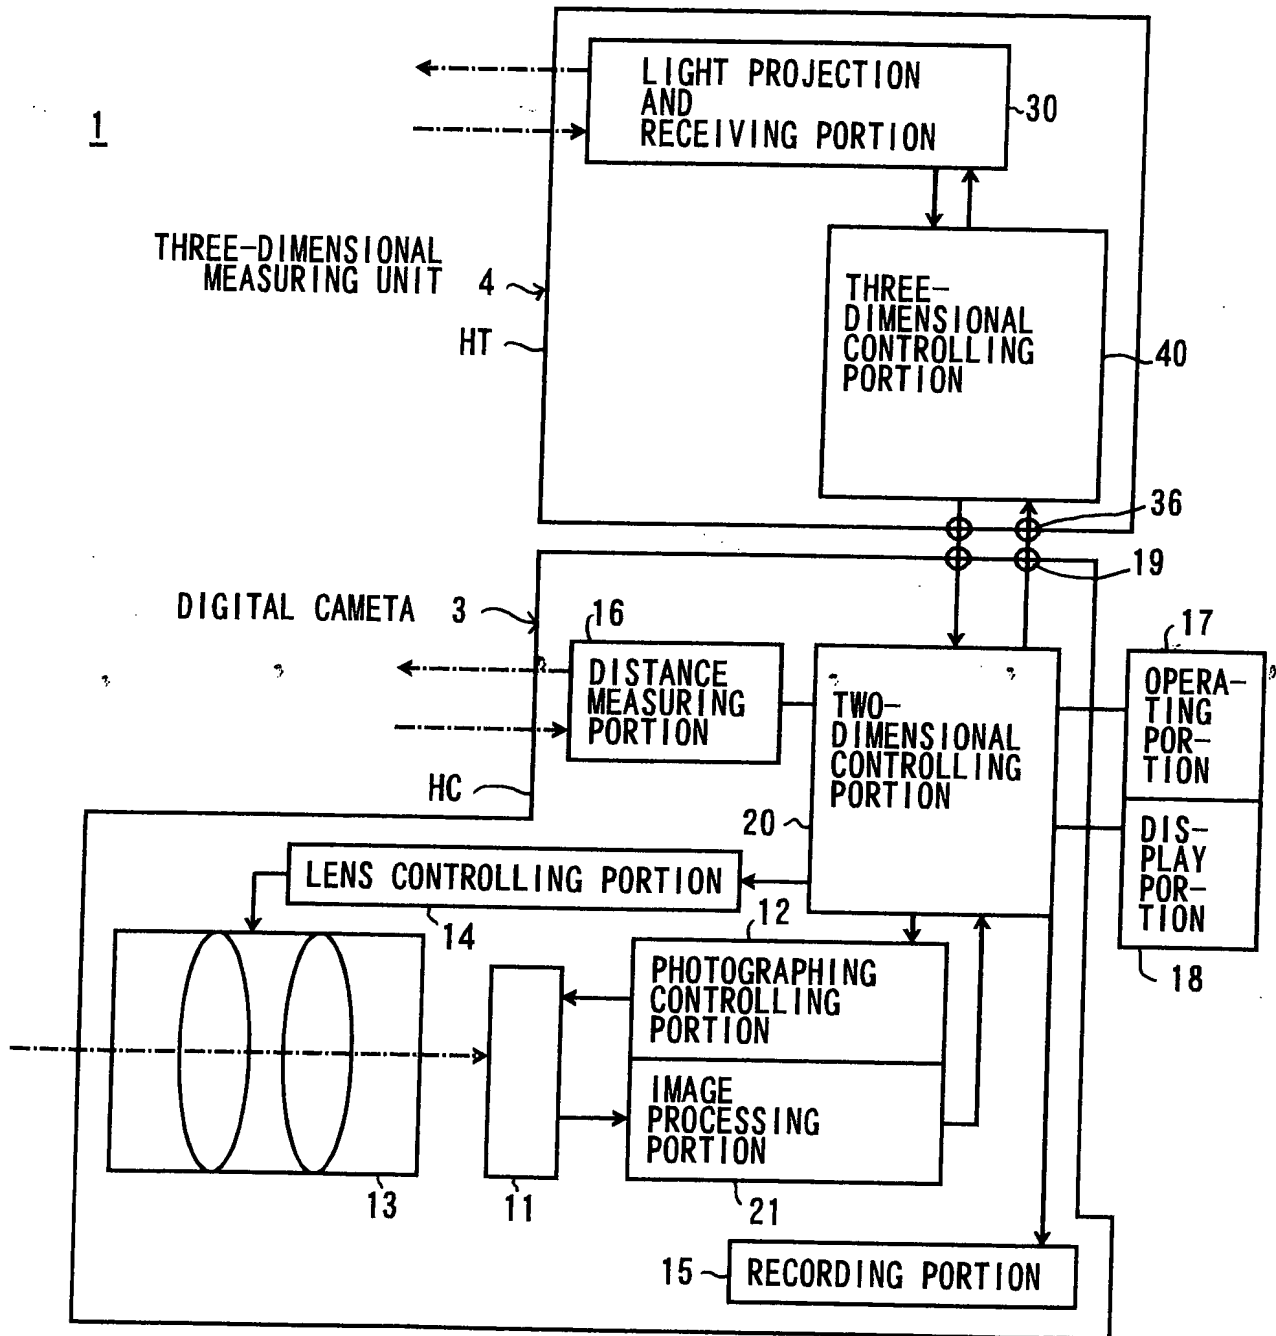 1
LIGHT PROJECTION
AND
RECEIVING PORTION
30
THREE-DIMENSIONAL
MEASURING UNIT 4
HT
THREE-
DIMENSIONAL
CONTROLLING
PORTION
40
36
19
DIGITAL CAMETA 3
16
DISTANCE
MEASURING
PORTION
HC
TWO-
DIMENSIONAL
CONTROLLING
PORTION
20
17
OPERA-
TING
POR-
TION
DIS-
PLAY
POR-
TION
18
LENS CONTROLLING PORTION
14
12
PHOTOGRAPHING
CONTROLLING
PORTION
IMAGE
PROCESSING
PORTION
13
11
21
15
RECORDING PORTION